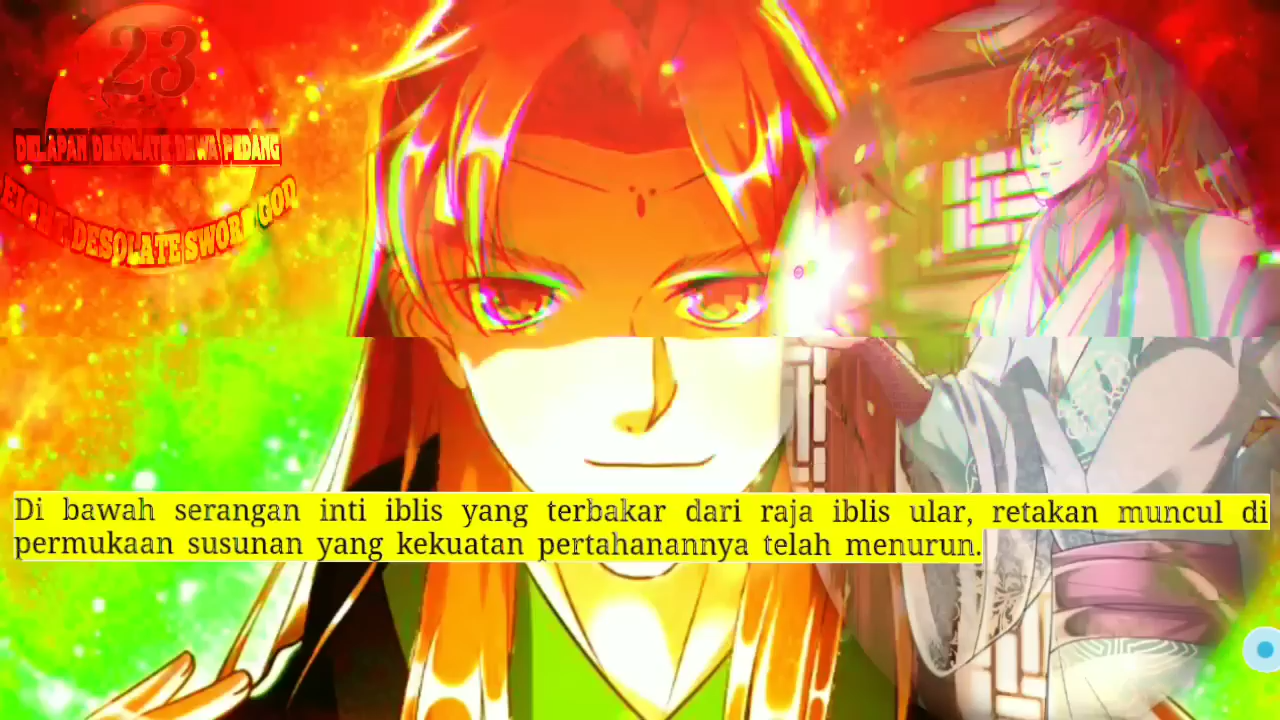 23
DELAPAN DESOLATE DEWA PEDANG
EIGHT DESOLATE SWORD GOD
Di bawah serangan inti iblis yang terbakar dari raja iblis ular, retakan muncul di
permukaan susunan yang kekuatan pertahanannya telah menurun.